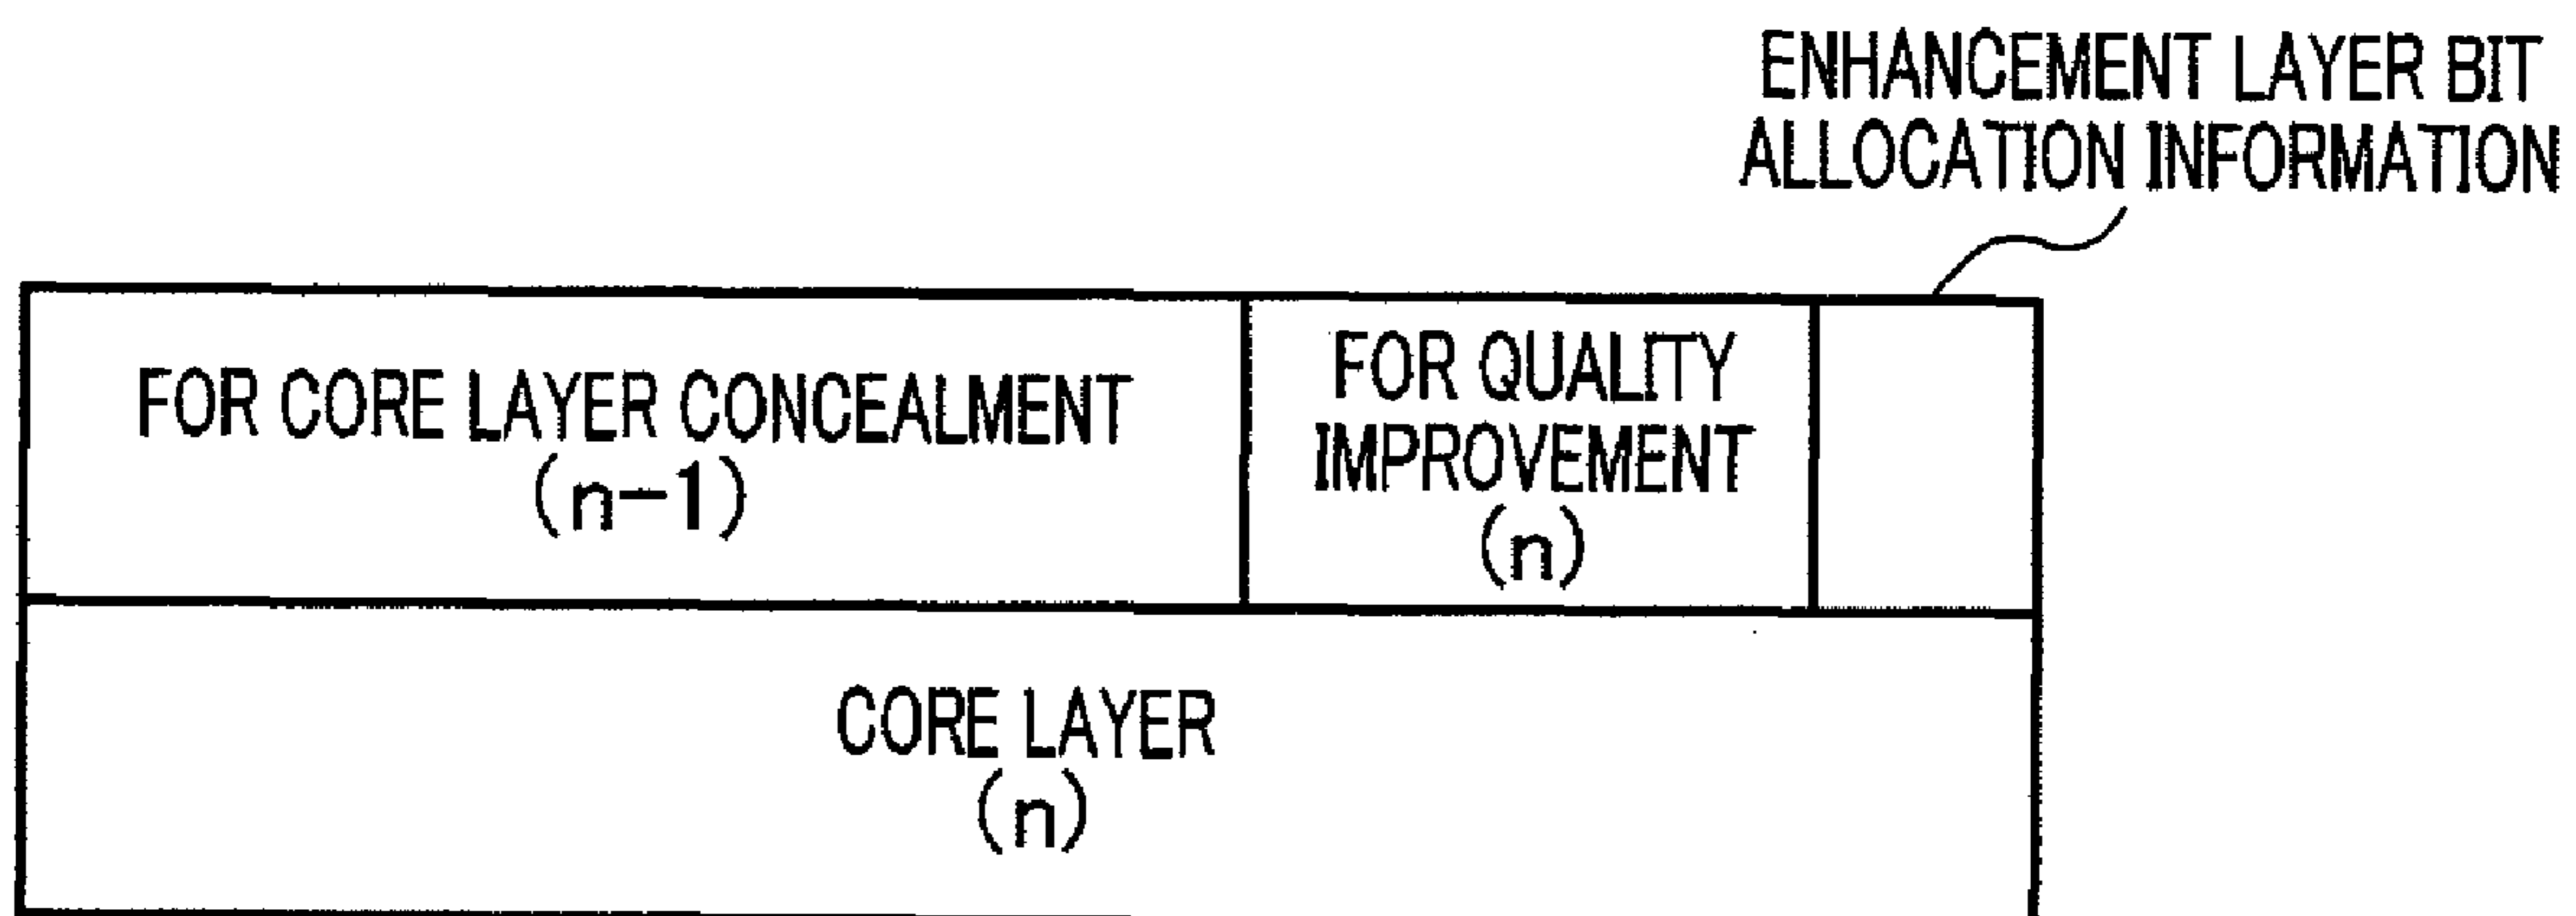 ENHANCEMENT LAYER BIT
ALLOCATION INFORMATION
FOR CORE LAYER CONCEALMENT
(n-1)
FOR QUALITY
IMPROVEMENT
(n)
CORE LAYER
(n)